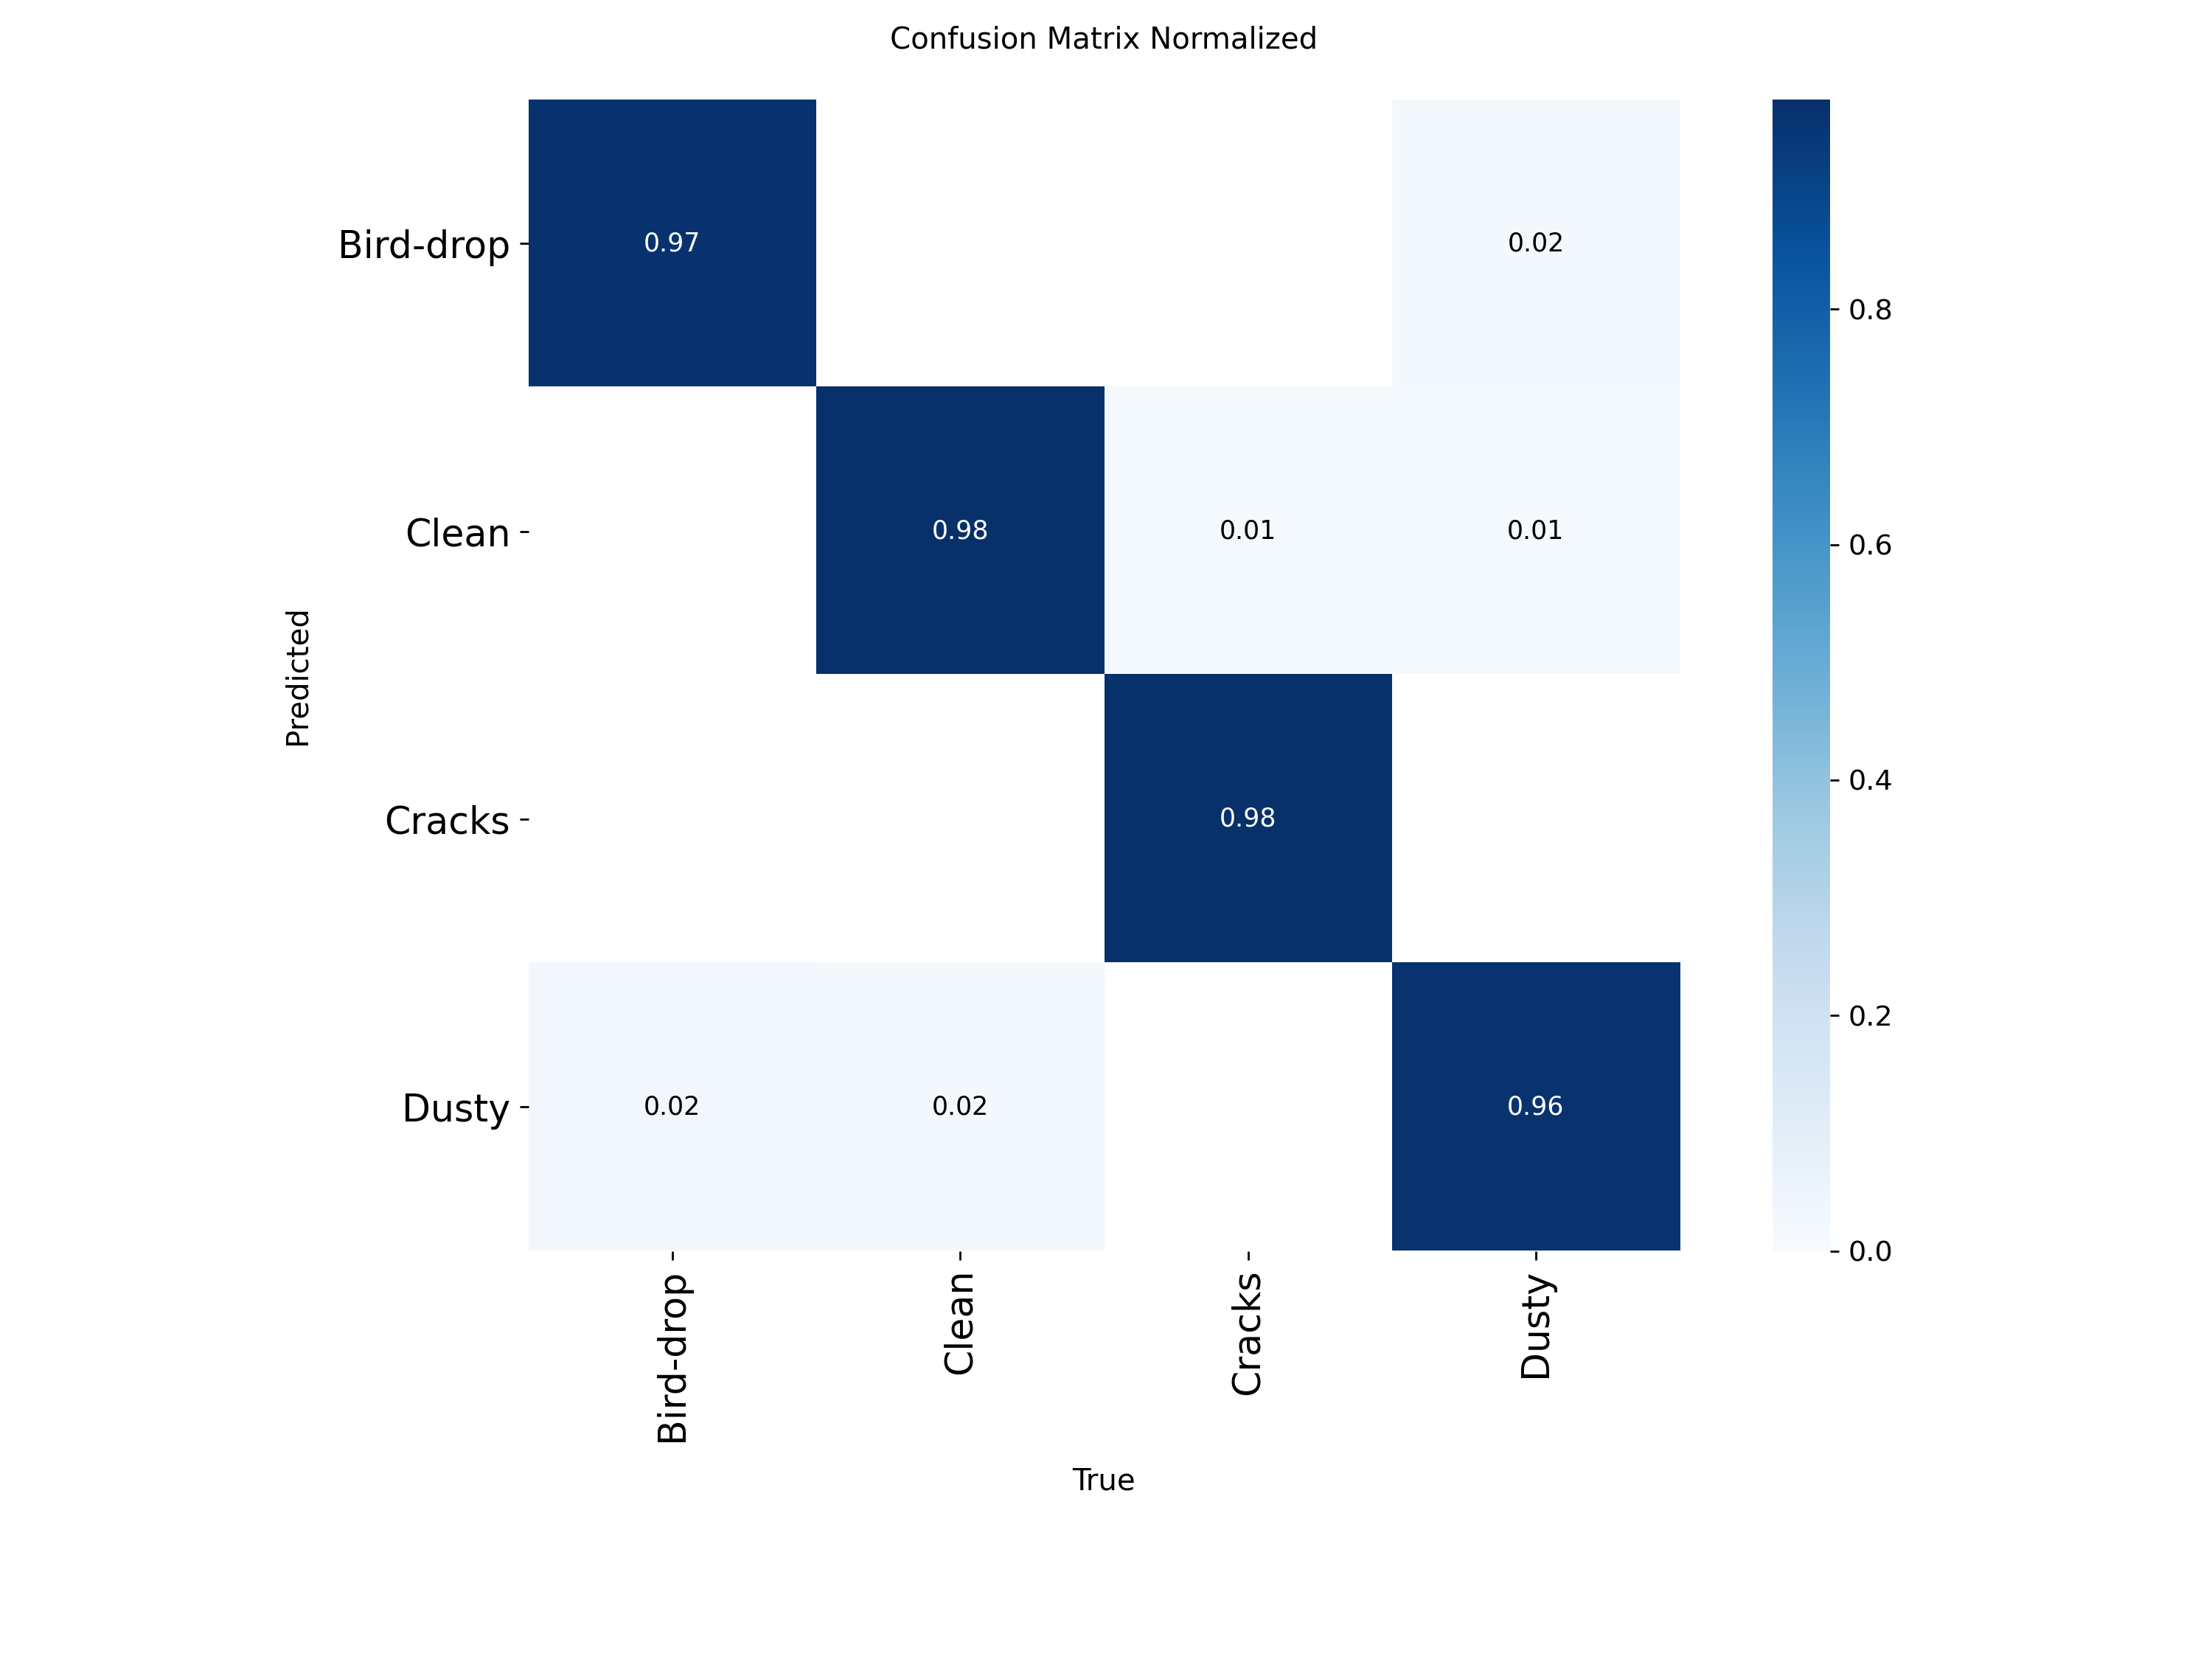 Confusion Matrix Normalized
Bird-drop
0.97
0.02
0.8
Clean
0.98
0.01
0.01
0.6
Predicted
0.4
Cracks
0.98
0.2
Dusty
0.02
0.02
0.96
0.0
Bird-drop
Clean
Cracks
Dusty
True